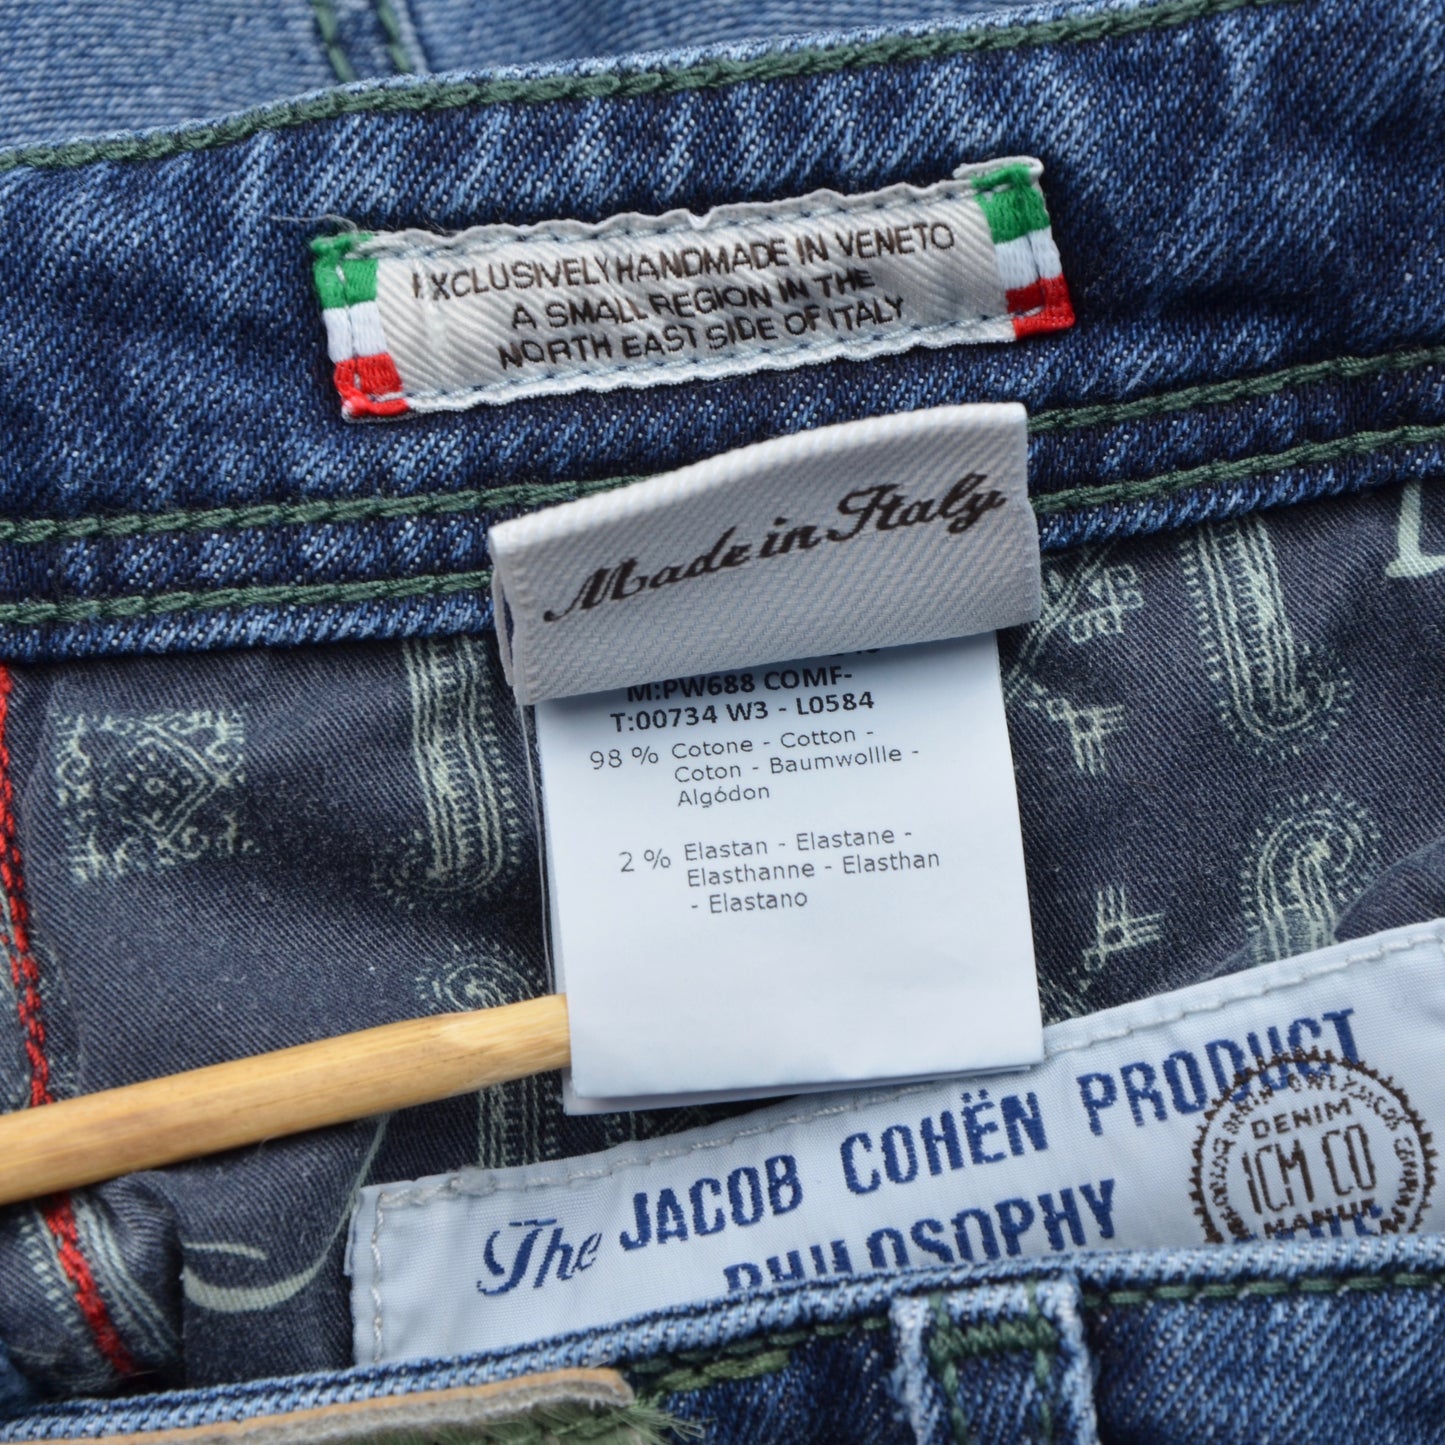 EXCLUSIVELY HANDMADE IN VENETO
A SMALL REGION IN THE
NORTH EAST SIDE OF ITALY
Made in Italy
M:PW688 COMF-
T:00734 W3 - L0584
98 % Cotone - Cotton -
Coton - Baumwollle -
Algódon
2 % Elastan - Elastane -
Elasthanne - Elasthan
- Elastano
The JACOB COHËN PRODUCT
PHILOSOPHY
DENIM